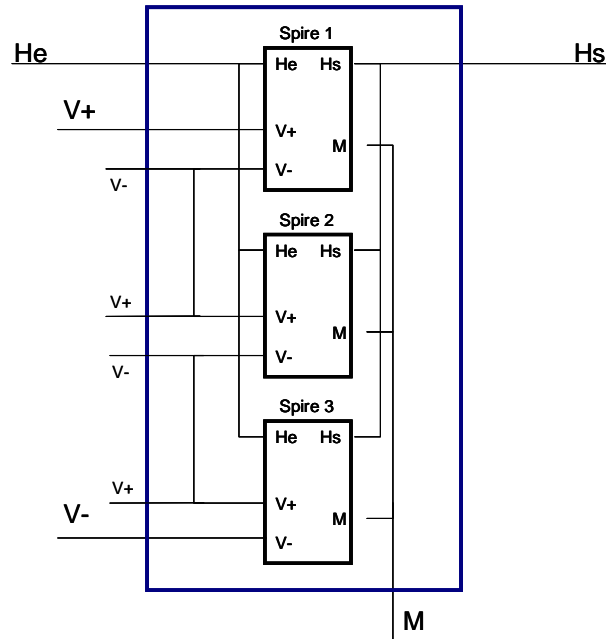 Spire 1
He
Hs
He Hs
V+
V+
M
V-
V-
Spire 2
He Hs
V+
V+
M
V-
V-
Spire 3
He Hs
V+
V+
V-
M
V-
M